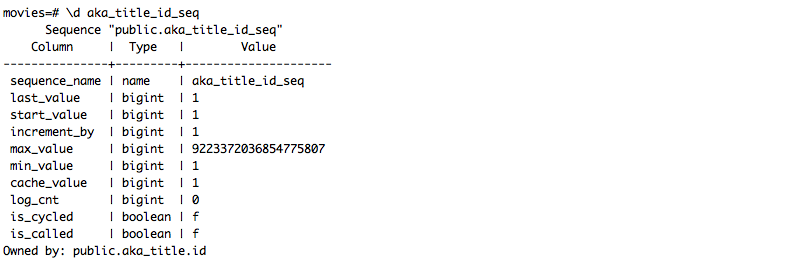 movies=# \d aka_title_id_seq
      Sequence "public.aka_title_id_seq"
    Column     |  Type   |        Value
---------------+---------+---------------------
 sequence_name | name    | aka_title_id_seq
 last_value    | bigint  | 1
 start_value   | bigint  | 1
 increment_by  | bigint  | 1
 max_value     | bigint  | 9223372036854775807
 min_value     | bigint  | 1
 cache_value   | bigint  | 1
 log_cnt       | bigint  | 0
 is_cycled     | boolean | f
 is_called     | boolean | f
Owned by: public.aka_title.id